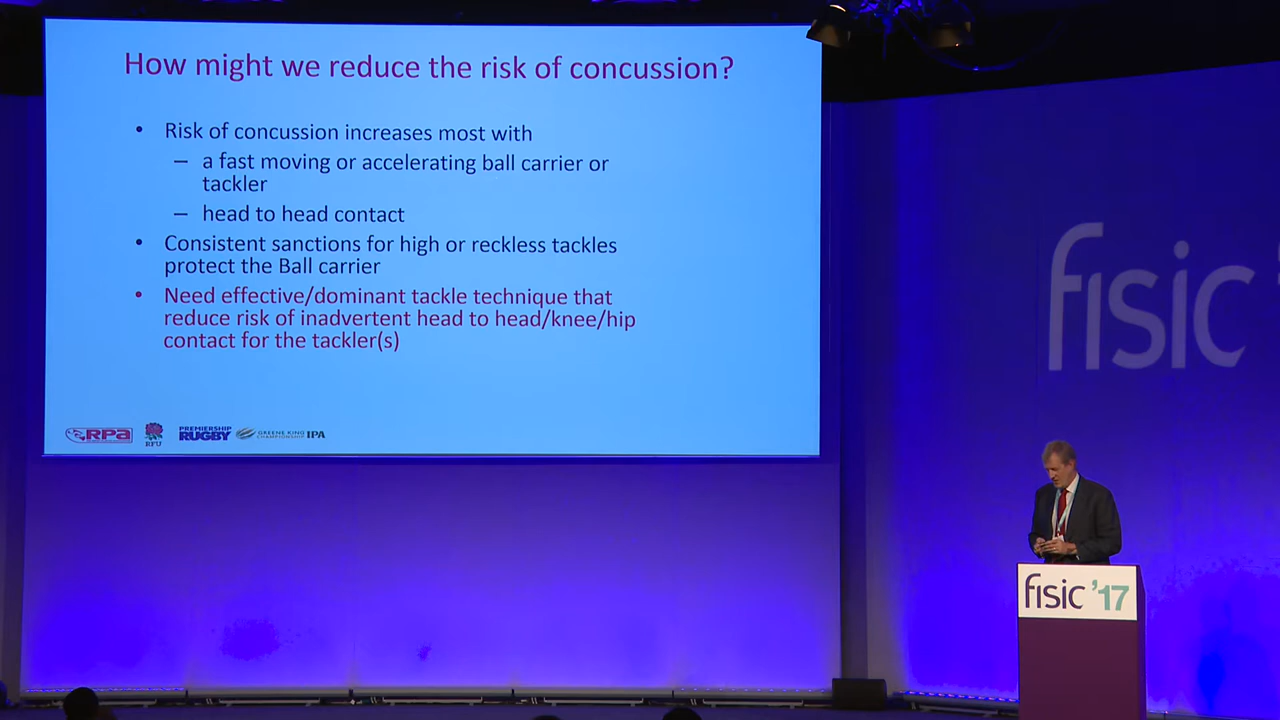 How might we reduce the risk of concussion?
• Risk of concussion increases most with
– a fast moving or accelerating ball carrier or
tackler
– head to head contact
• Consistent sanctions for high or reckless tackles
protect the Ball carrier
• Need effective/dominant tackle technique that
reduce risk of inadvertent head to head/knee/hip
contact for the tackler(s)
RPA
RFU
PREMIERSHIP
RUGBY
GREENE KING
CHAMPIONSHIP
IPA
fisic '
fisic '17